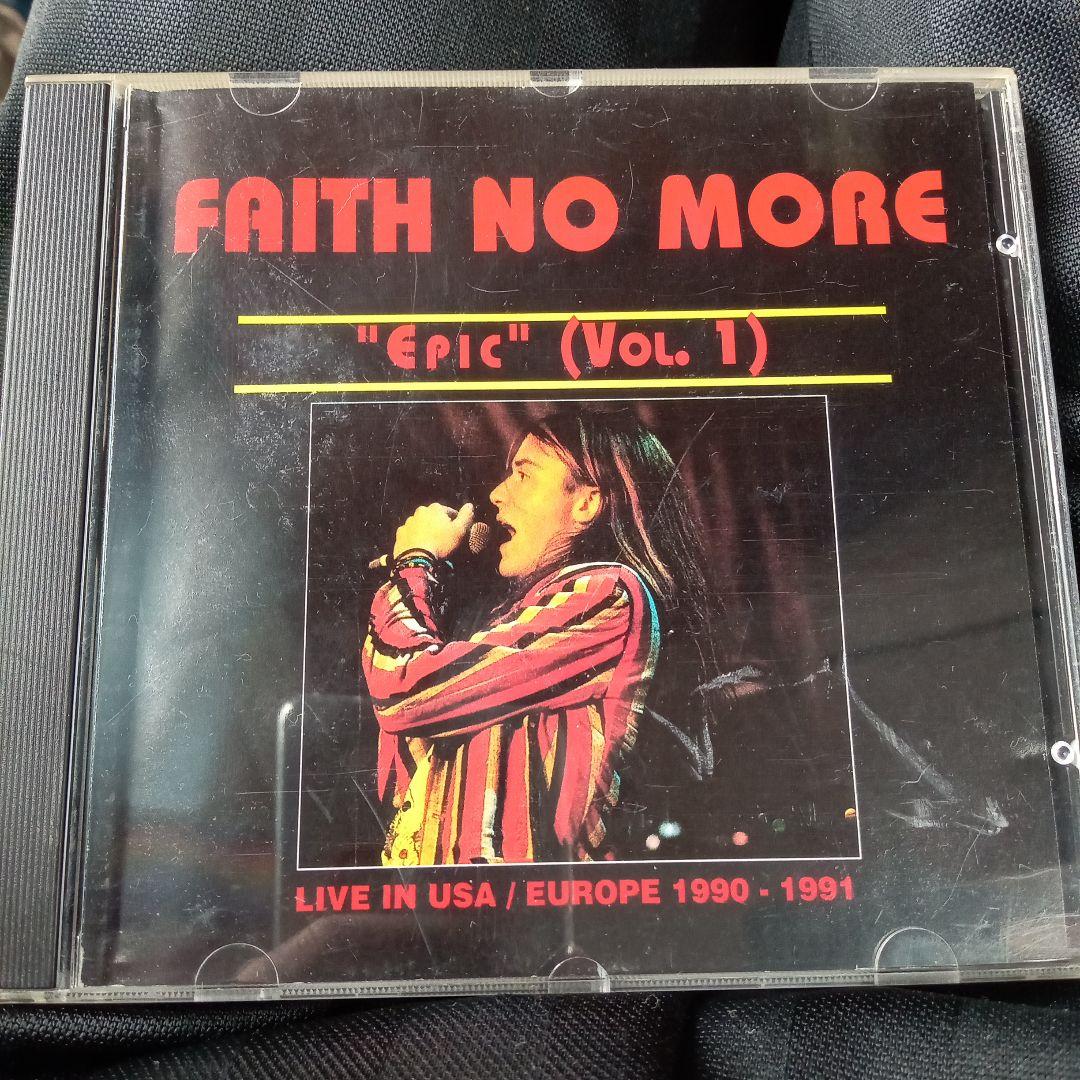 FAITH NO MORE
"EPIC" (VOL. 1)
LIVE IN USA / EUROPE 1990 - 1991